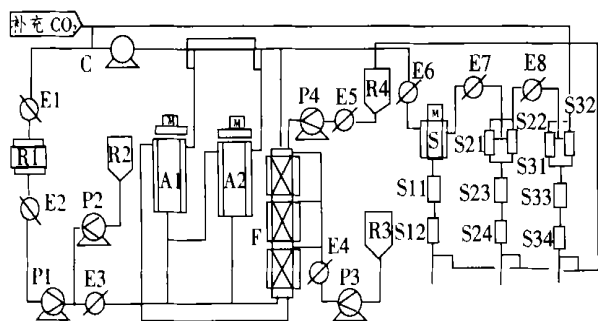 补充 CO₂
C
E1
R1
E2
P1
E3
P2
R2
M
A1
M
A2
F
P4
E5
R4
E4
P3
R3
E6
M
S
S11
S12
E7
S21
S22
S23
S24
E8
S31
S32
S33
S34